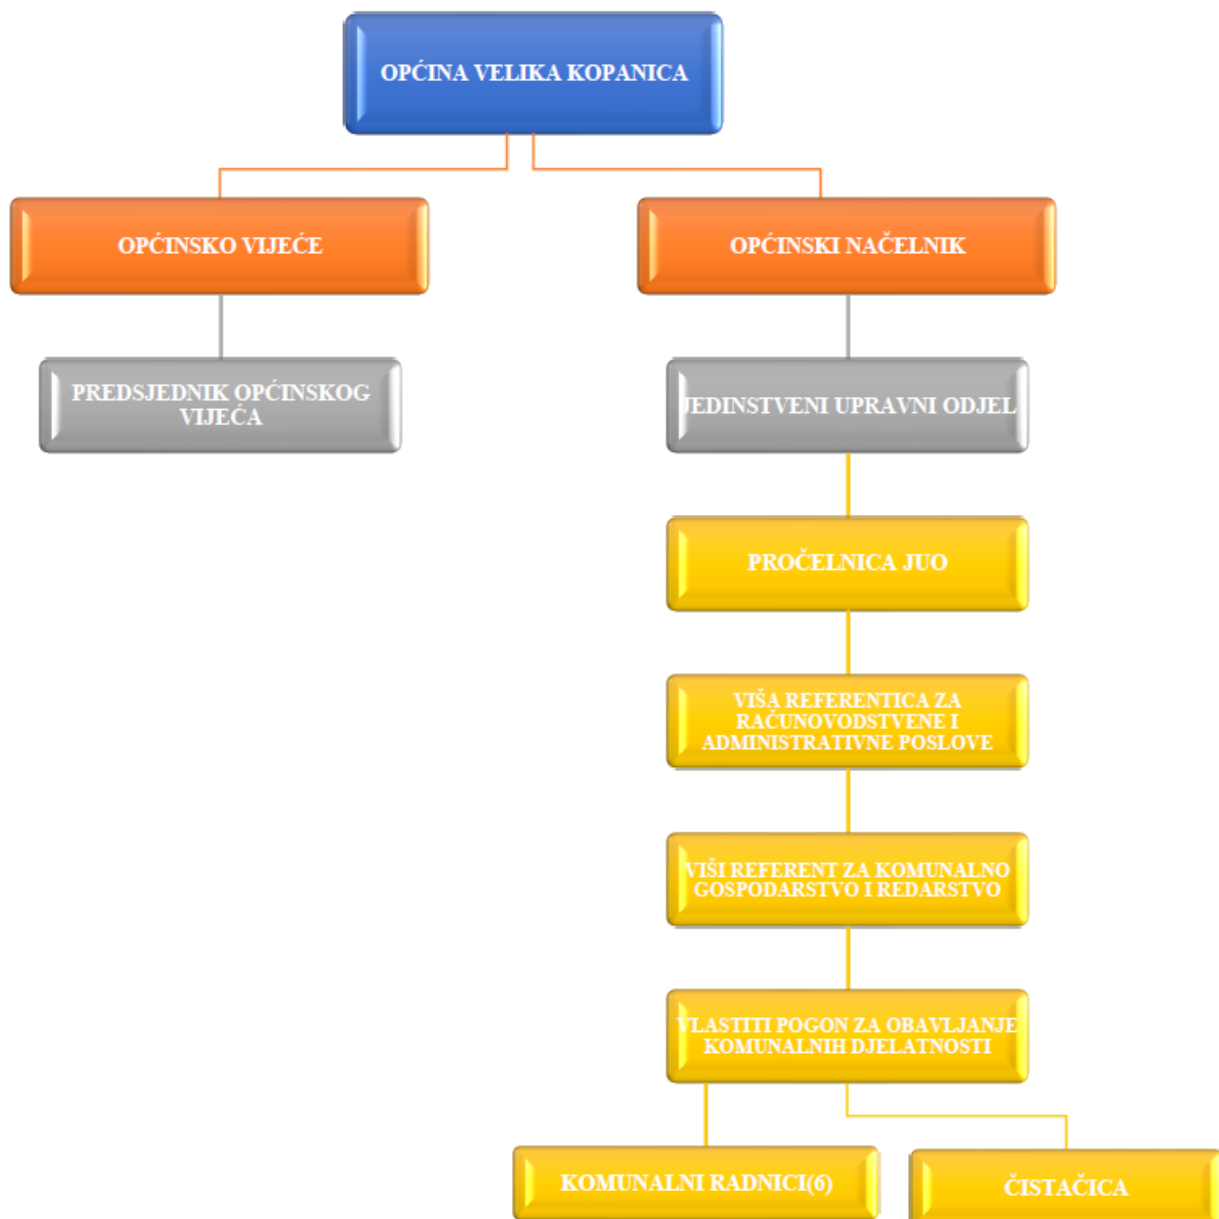 OPĆINA VELIKA KOPANICA
OPĆINSKO VIJEĆE
OPĆINSKI NAČELNIK
PREDSJEDNIK OPĆINSKOG
VIJEĆA
JEDINSTVENI UPRAVNI ODJEL
PROČELNICA JUO
VIŠA REFERENTICA ZA
RAČUNOVODSTVENE I
ADMINISTRATIVNE POSLOVE
VIŠI REFERENT ZA KOMUNALNO
GOSPODARSTVO I REDARSTVO
VLASTITI POGON ZA OBAVLJANJE
KOMUNALNIH DJELATNOSTI
KOMUNALNI RADNICI(6)
ČISTAČICA